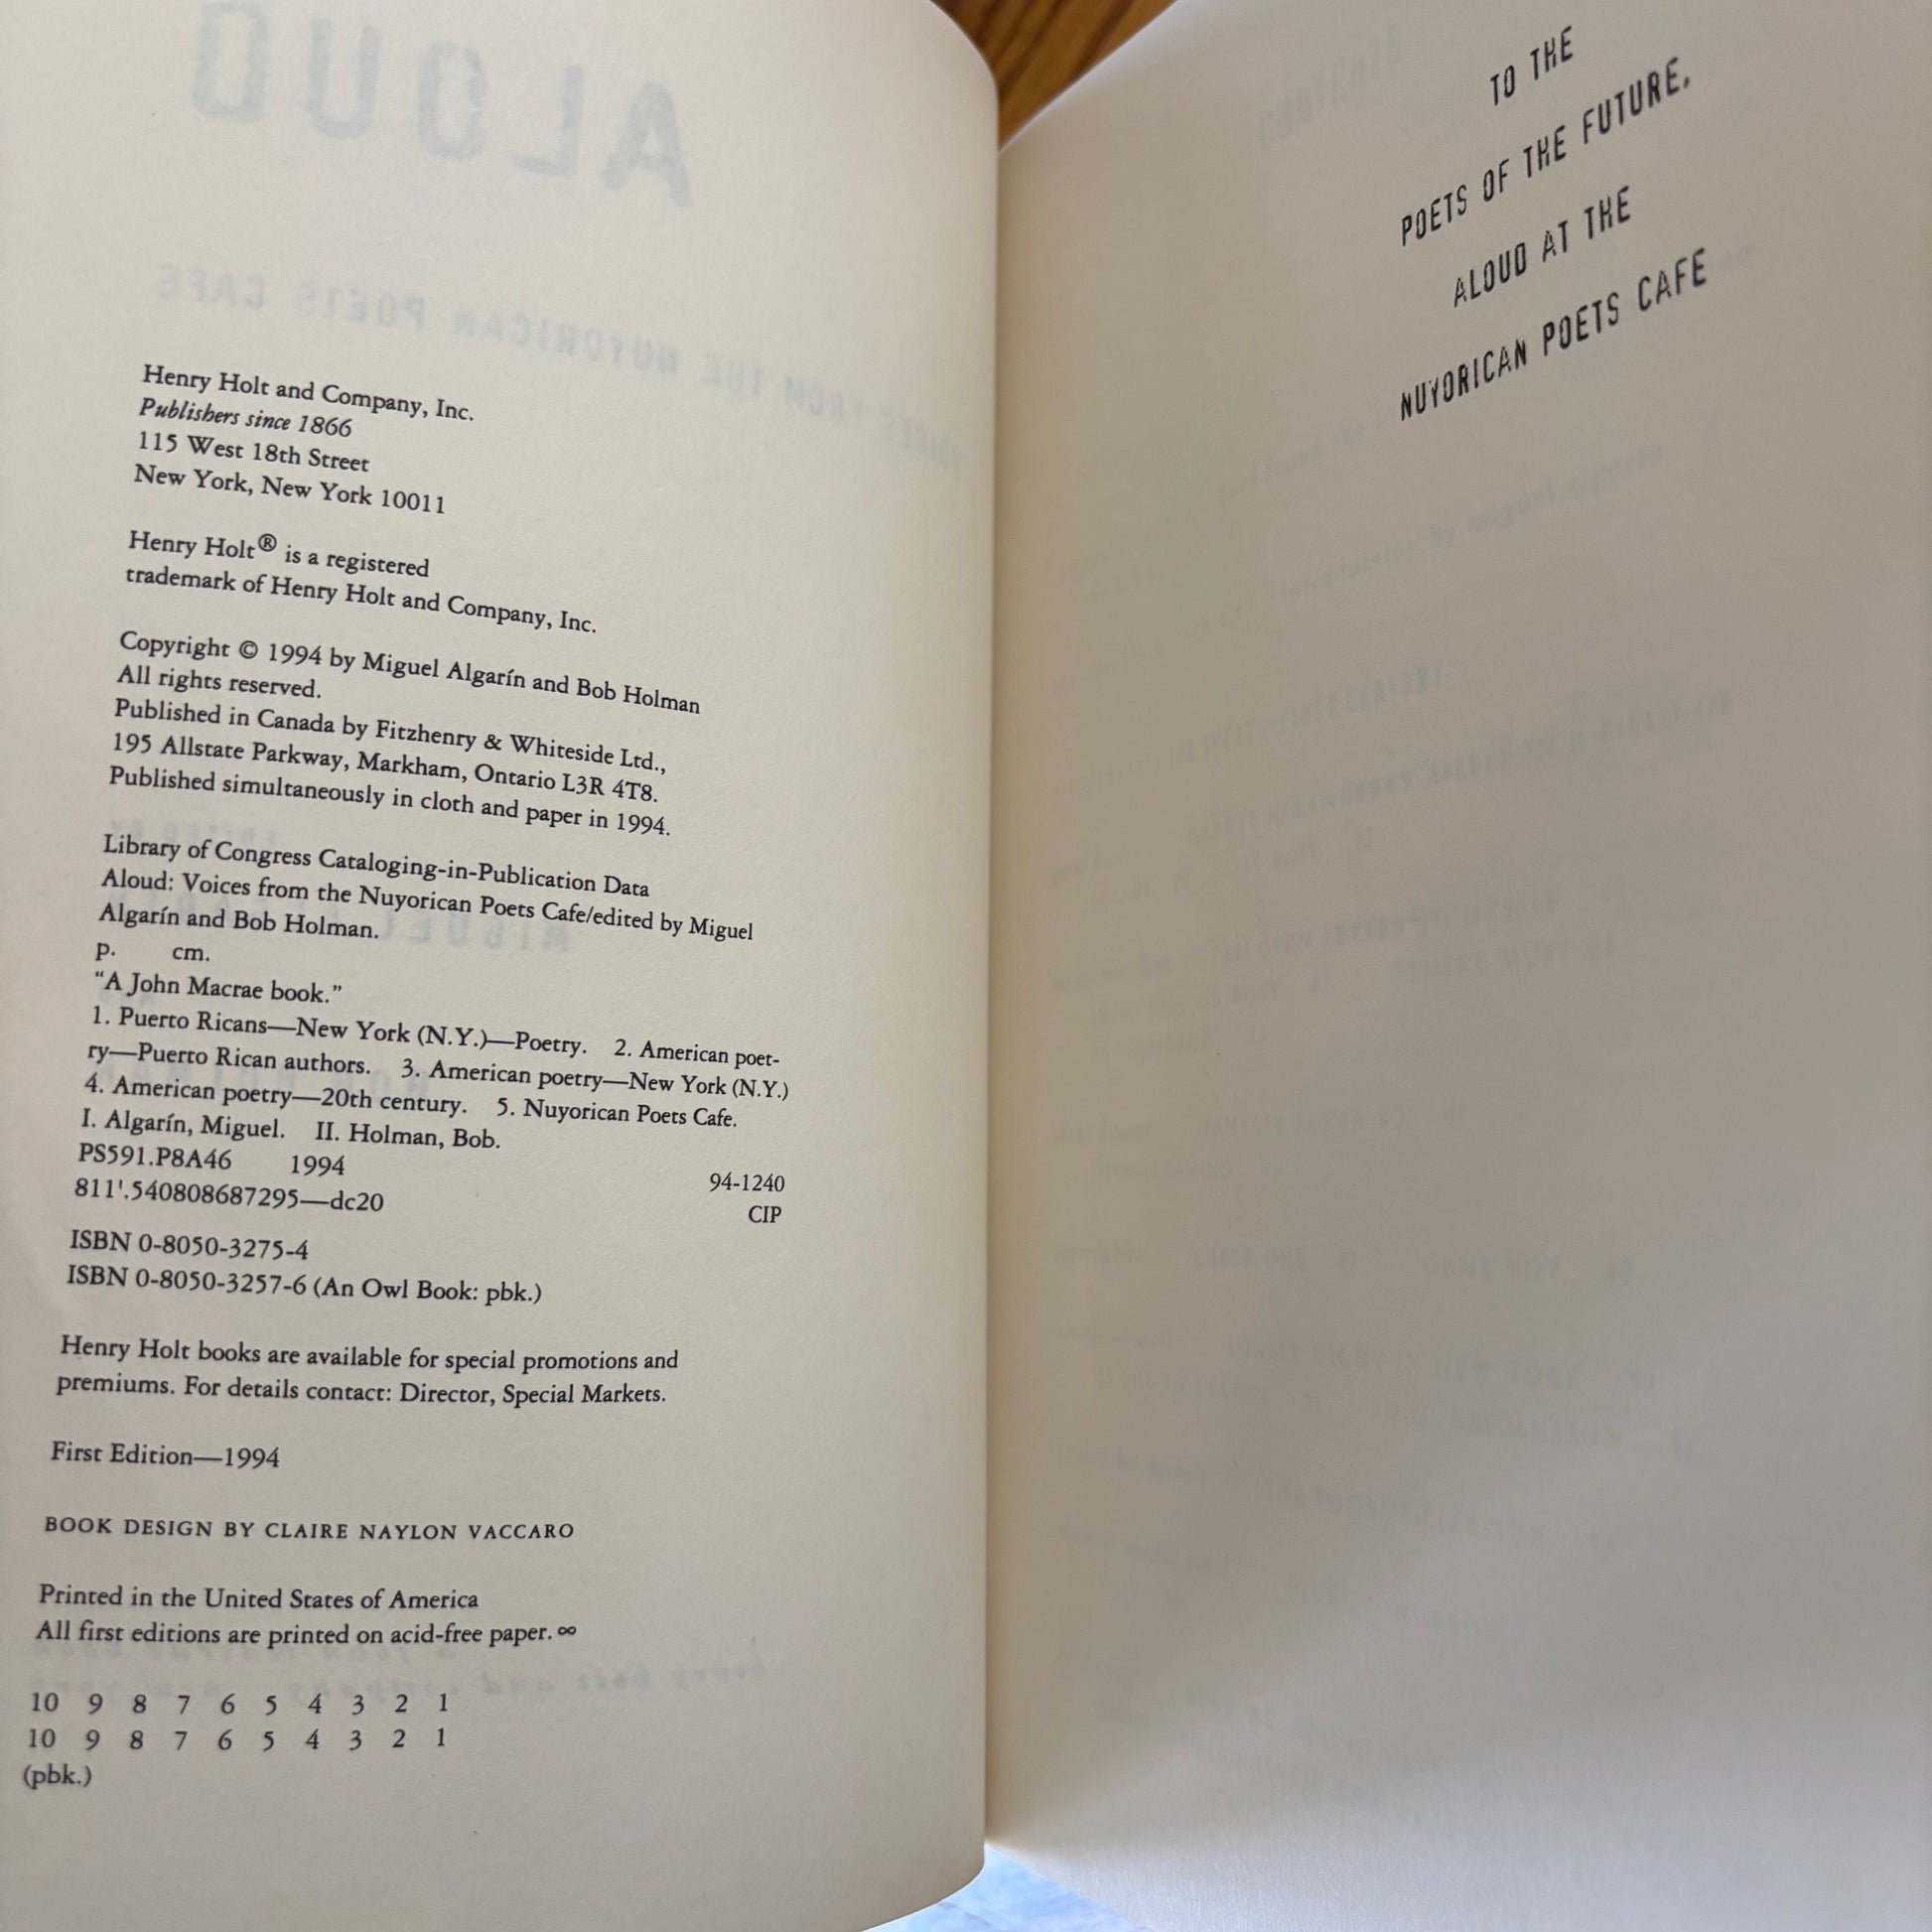 Henry Holt and Company, Inc.
Publishers since 1866
115 West 18th Street
New York, New York 10011
Henry Holt® is a registered
trademark of Henry Holt and Company, Inc.
Copyright © 1994 by Miguel Algarín and Bob Holman
All rights reserved.
Published in Canada by Fitzhenry & Whiteside Ltd.,
195 Allstate Parkway, Markham, Ontario L3R 4T8.
Published simultaneously in cloth and paper in 1994.
Library of Congress Cataloging-in-Publication Data
Aloud: Voices from the Nuyorican Poets Cafe/edited by Miguel
Algarín and Bob Holman.
p. cm.
“A John Macrae book.”
1. Puerto Ricans—New York (N.Y.)—Poetry. 2. American poet-
ry—Puerto Rican authors. 3. American poetry—New York (N.Y.)
4. American poetry—20th century. 5. Nuyorican Poets Cafe.
I. Algarín, Miguel. II. Holman, Bob.
PS591.P8A46 1994 94-1240
811'.540808687295—dc20 CIP
ISBN 0-8050-3275-4
ISBN 0-8050-3257-6 (An Owl Book: pbk.)
Henry Holt books are available for special promotions and
premiums. For details contact: Director, Special Markets.
First Edition—1994
BOOK DESIGN BY CLAIRE NAYLON VACCARO
Printed in the United States of America
All first editions are printed on acid-free paper. ∞
10 9 8 7 6 5 4 3 2 1
10 9 8 7 6 5 4 3 2 1
(pbk.)
TO THE
POETS OF THE FUTURE.
ALOUD AT THE
NUYORICAN POETS CAFE